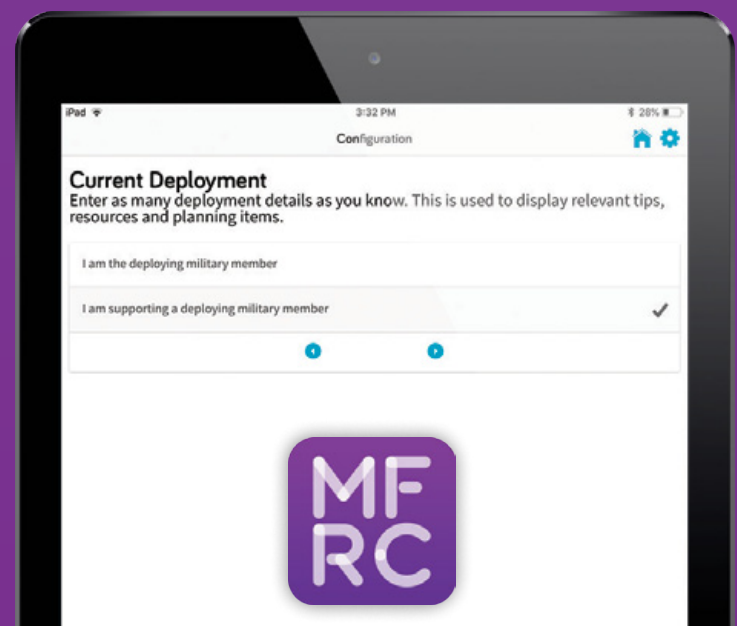 iPad
3:32 PM
28%
Configuration
Current Deployment
Enter as many deployment details as you know. This is used to display relevant tips,
resources and planning items.
I am the deploying military member
I am supporting a deploying military member
MF
RC